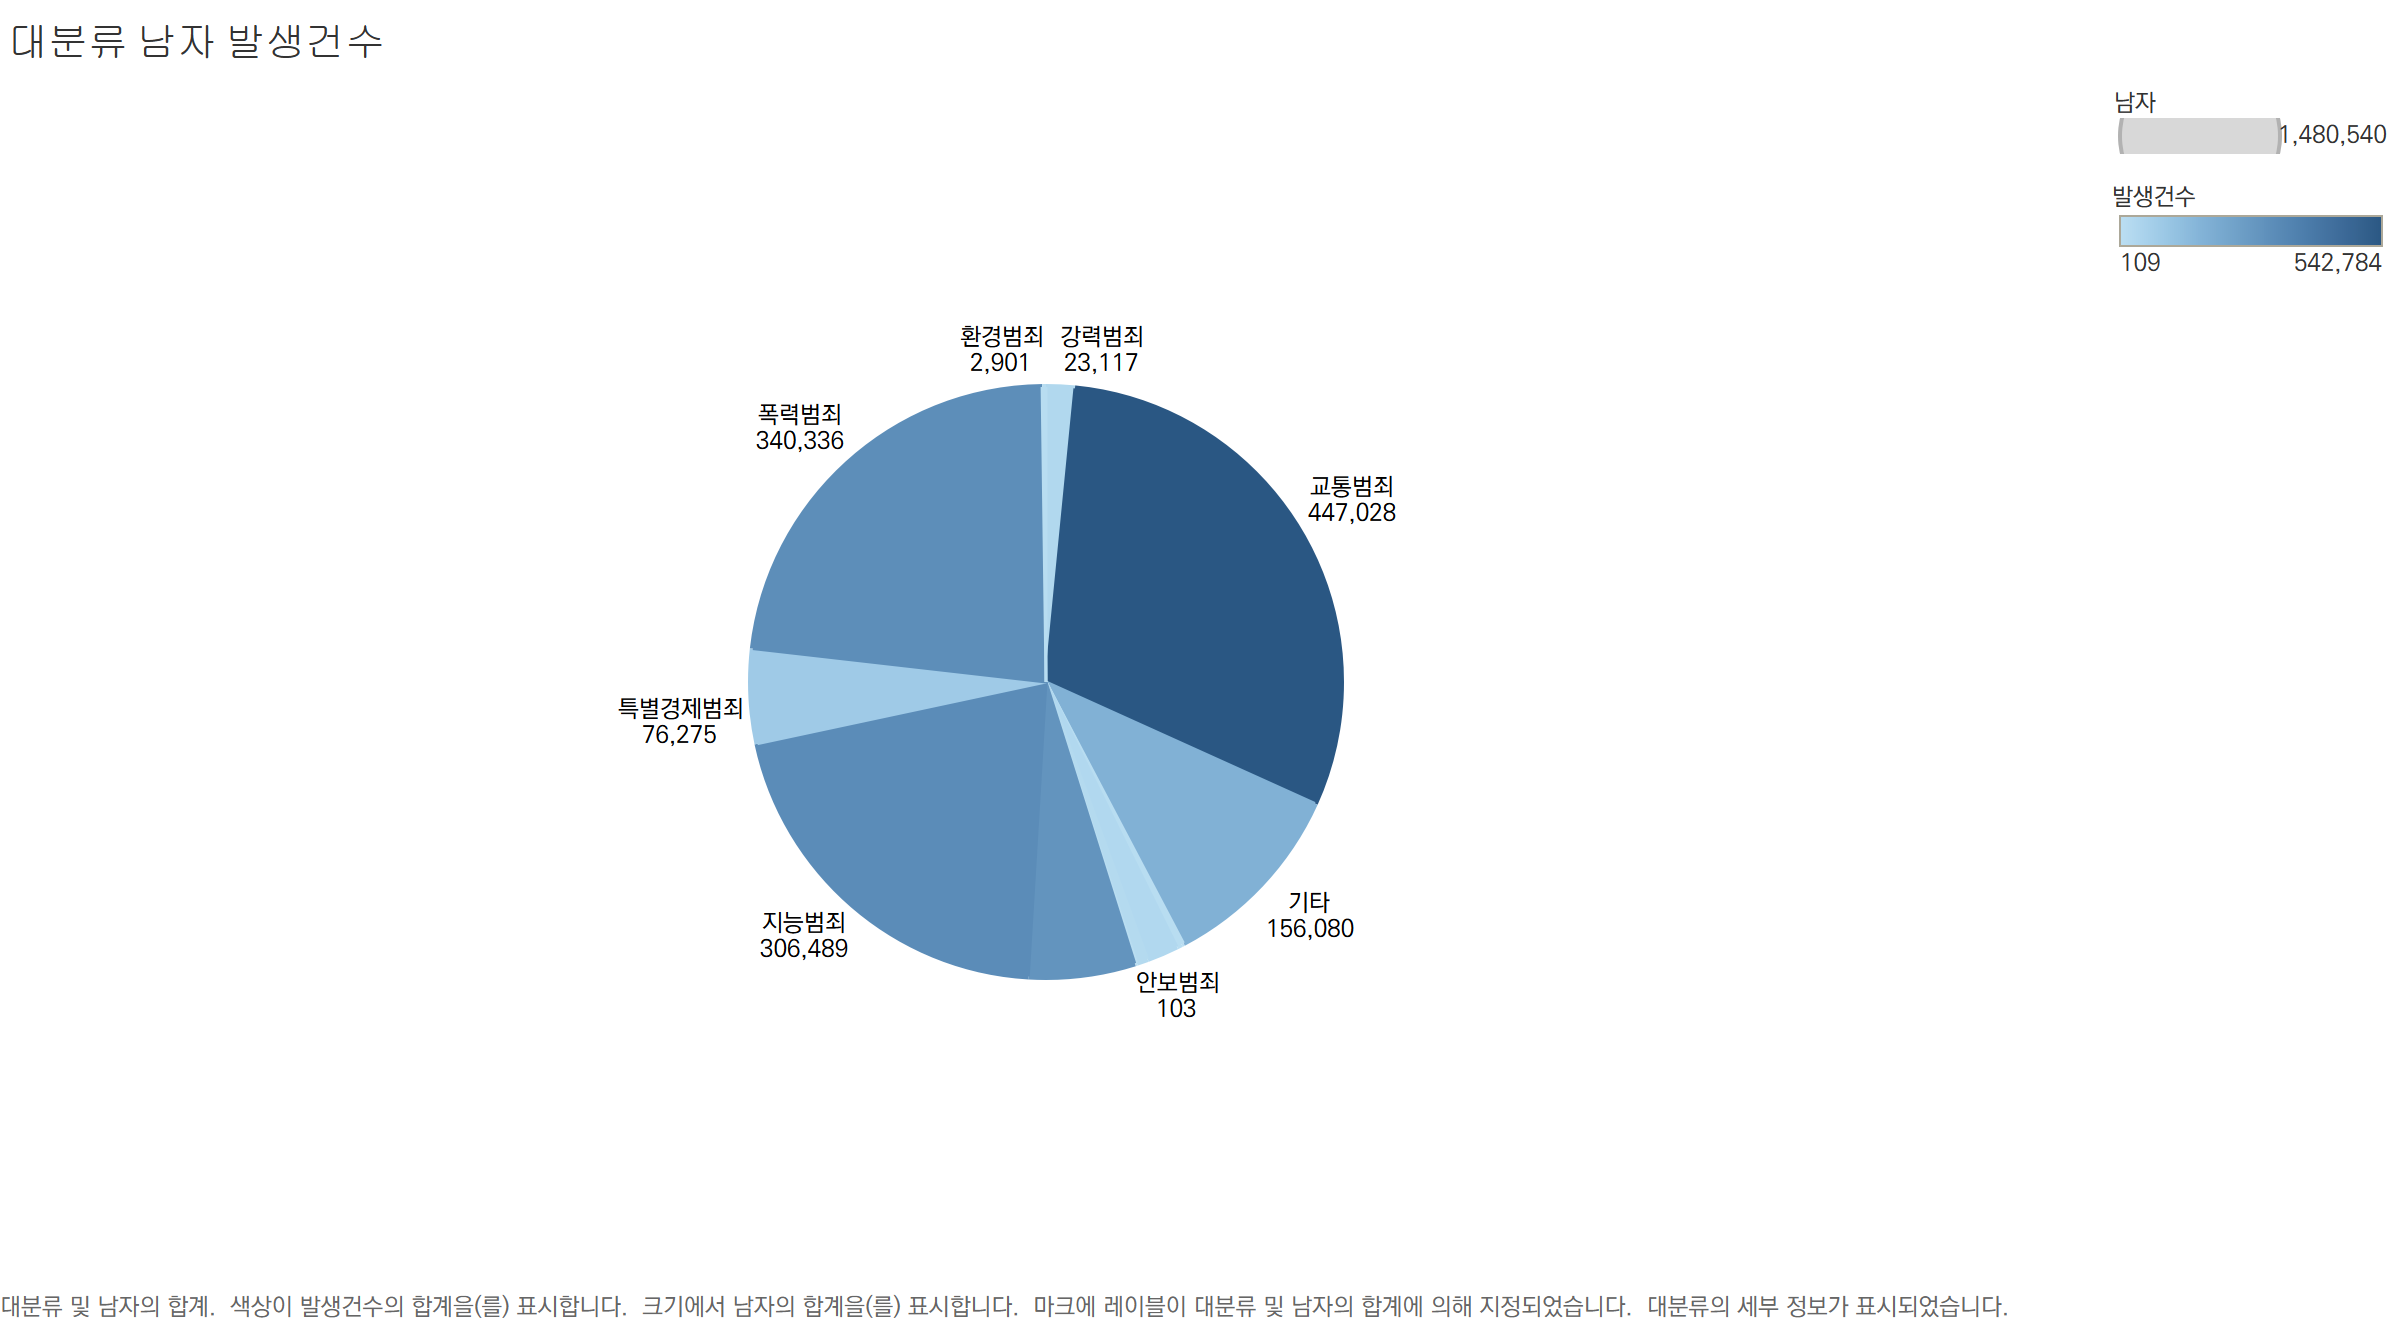 대분류 남자 발생건수
남자
1,480,540
발생건수
109
542,784
환경범죄
2,901
강력범죄
23,117
폭력범죄
340,336
교통범죄
447,028
특별경제범죄
76,275
기타
156,080
지능범죄
306,489
안보범죄
103
대분류 및 남자의 합계. 색상이 발생건수의 합계을(를) 표시합니다. 크기에서 남자의 합계을(를) 표시합니다. 마크에 레이블이 대분류 및 남자의 합계에 의해 지정되었습니다. 대분류의 세부 정보가 표시되었습니다.